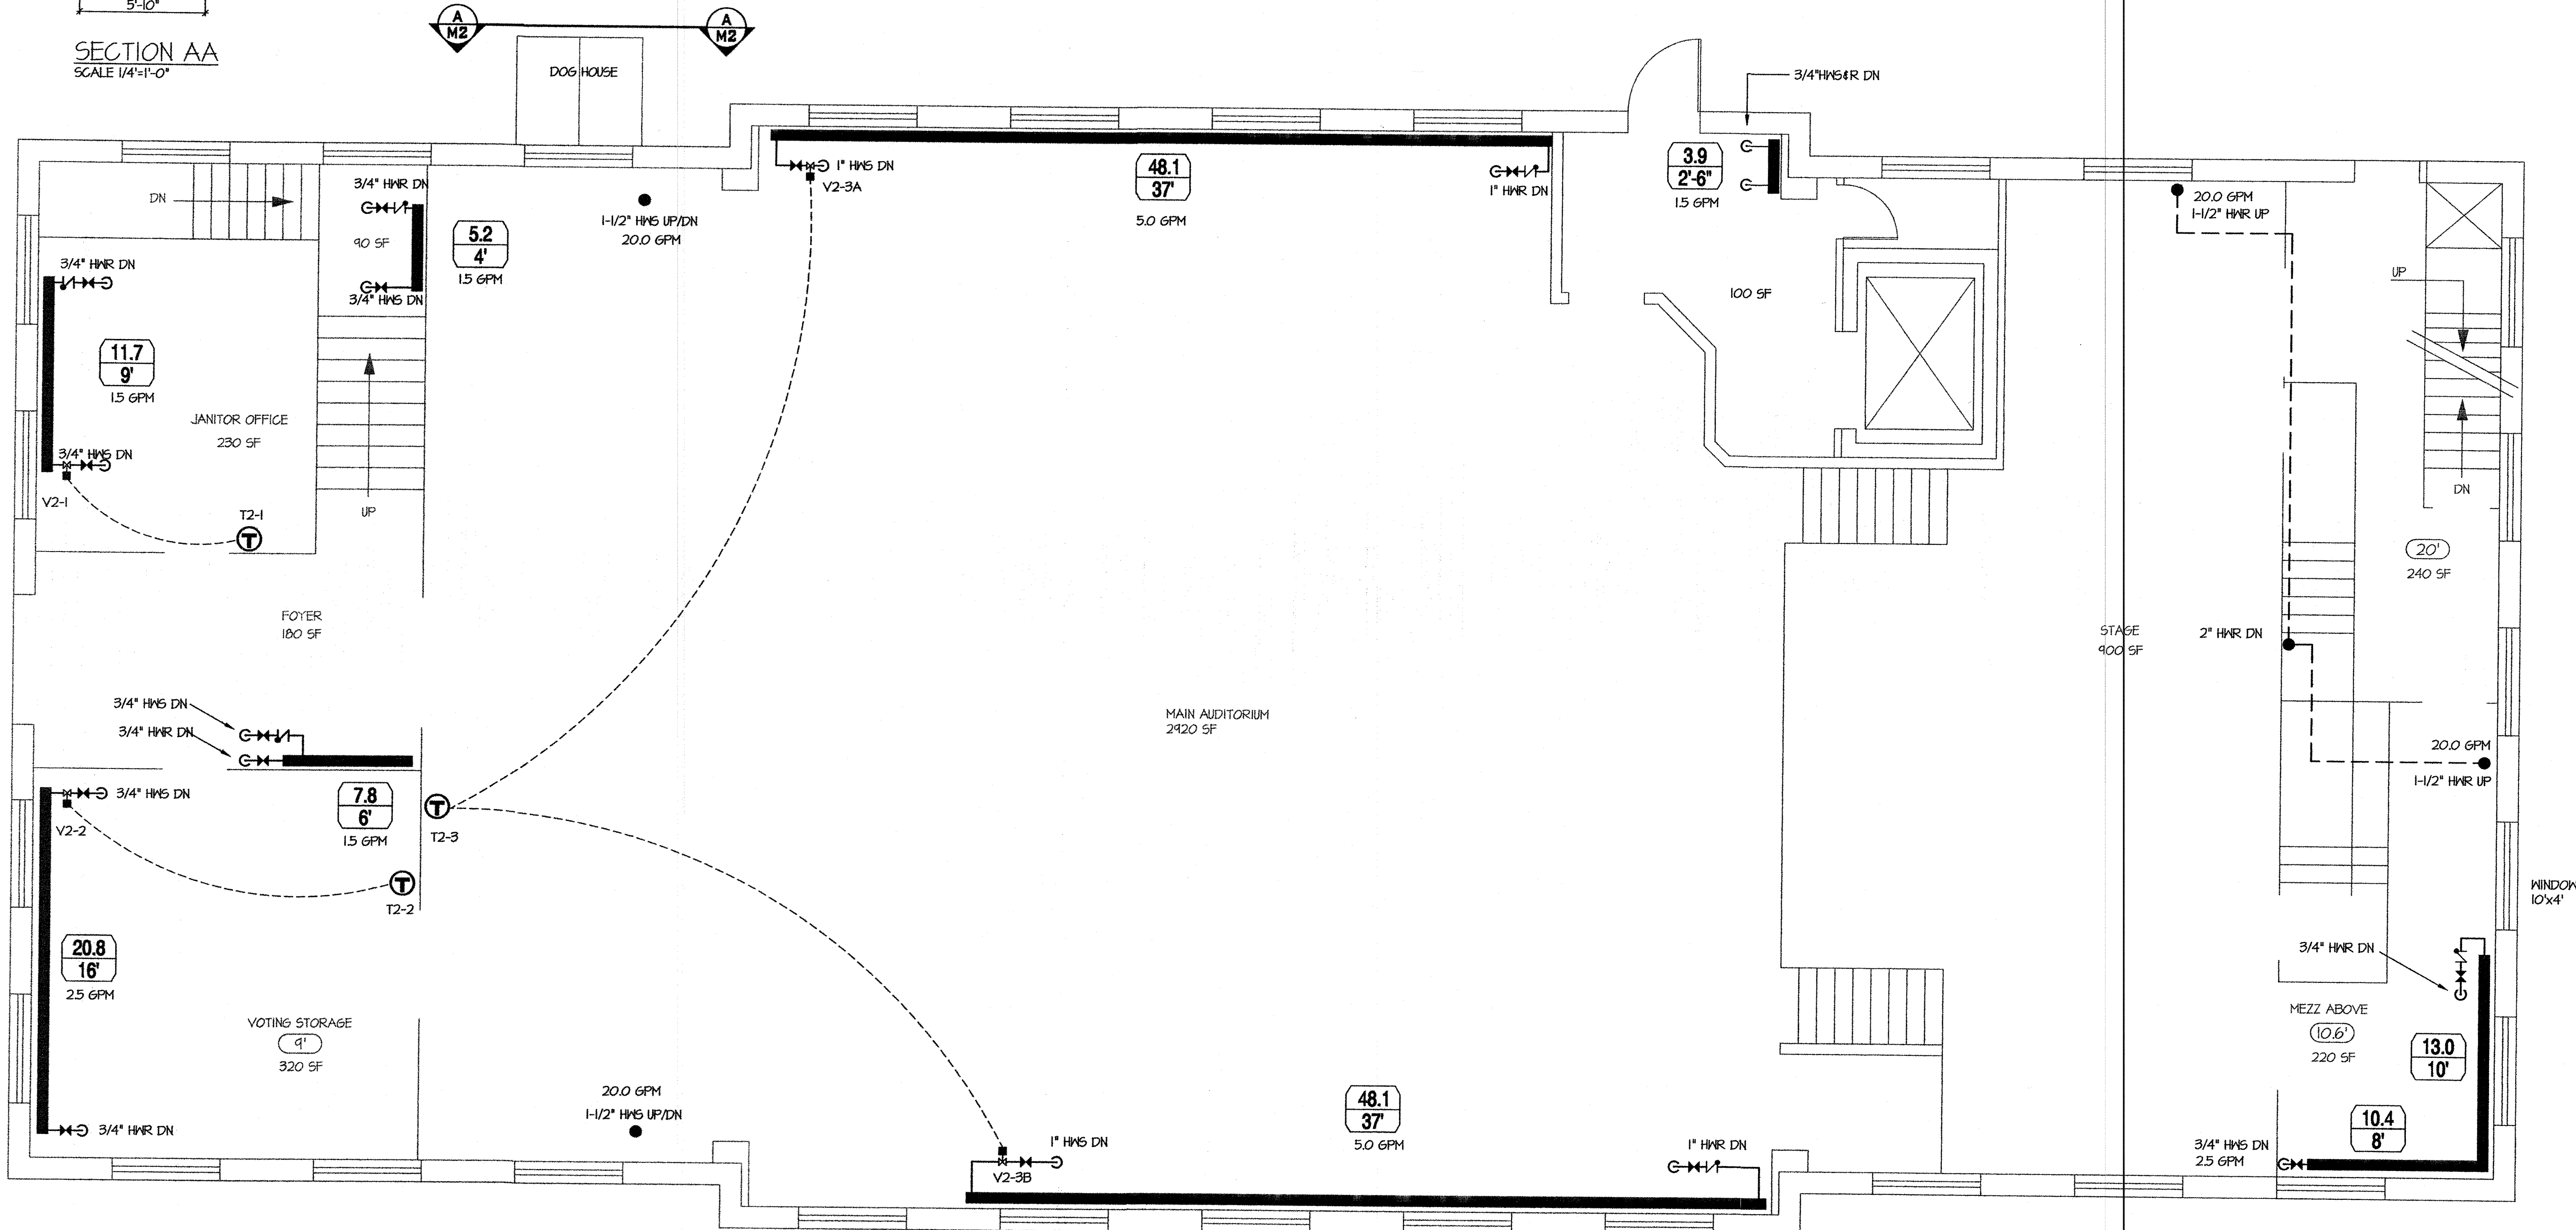 5'-10"
SECTION AA
SCALE 1/4"=1'-0"
A
M2
A
M2
DOG HOUSE
3/4"HWS&R DN
DN
3/4" HWR DN
90 SF
3/4" HWS DN
5.2
4'
1.5 GPM
1-1/2" HWS UP/DN
20.0 GPM
1" HWS DN
V2-3A
48.1
37'
5.0 GPM
1" HWR DN
3.9
2'-6"
1.5 GPM
100 SF
20.0 GPM
1-1/2" HWR UP
UP
DN
20'
240 SF
3/4" HWR DN
11.7
9'
1.5 GPM
JANITOR OFFICE
230 SF
3/4" HWS DN
V2-1
T2-1
T
UP
FOYER
180 SF
3/4" HWS DN
3/4" HWR DN
3/4" HWS DN
V2-2
7.8
6'
1.5 GPM
T
T2-3
T
T2-2
20.8
16'
2.5 GPM
VOTING STORAGE
9'
320 SF
3/4" HWR DN
20.0 GPM
1-1/2" HWS UP/DN
MAIN AUDITORIUM
2920 SF
1" HWS DN
V2-3B
48.1
37'
5.0 GPM
1" HWR DN
STAGE
900 SF
2" HWR DN
20.0 GPM
1-1/2" HWR UP
WINDOW
10'x4'
3/4" HWR DN
MEZZ ABOVE
10.6'
220 SF
13.0
10'
10.4
8'
3/4" HWS DN
2.5 GPM